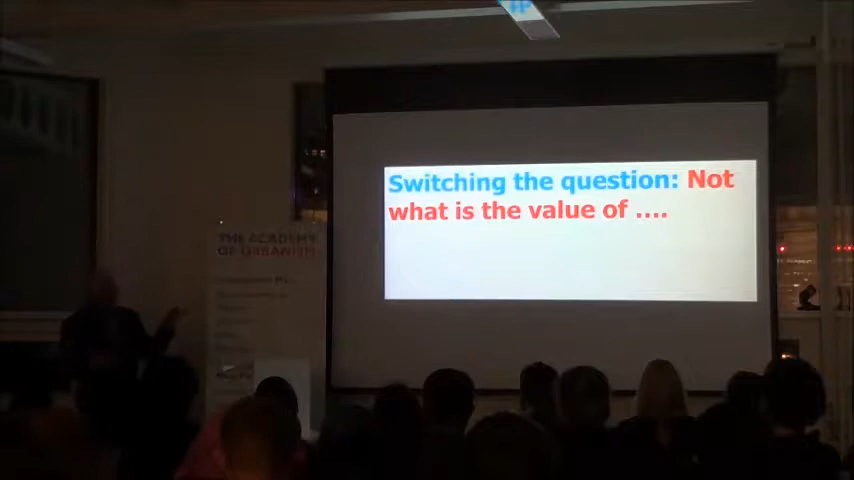 Switching the question: Not
what is the value of ....
THE ACADEMY
OF URBANISM